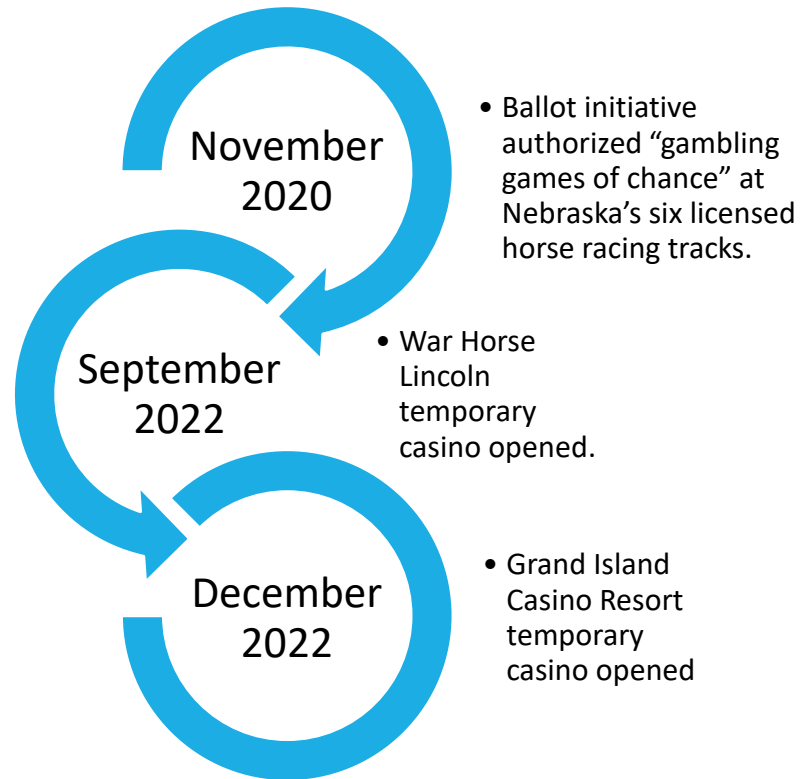 November
2020
• Ballot initiative
authorized “gambling
games of chance” at
Nebraska’s six licensed
horse racing tracks.
September
2022
• War Horse
Lincoln
temporary
casino opened.
December
2022
• Grand Island
Casino Resort
temporary
casino opened